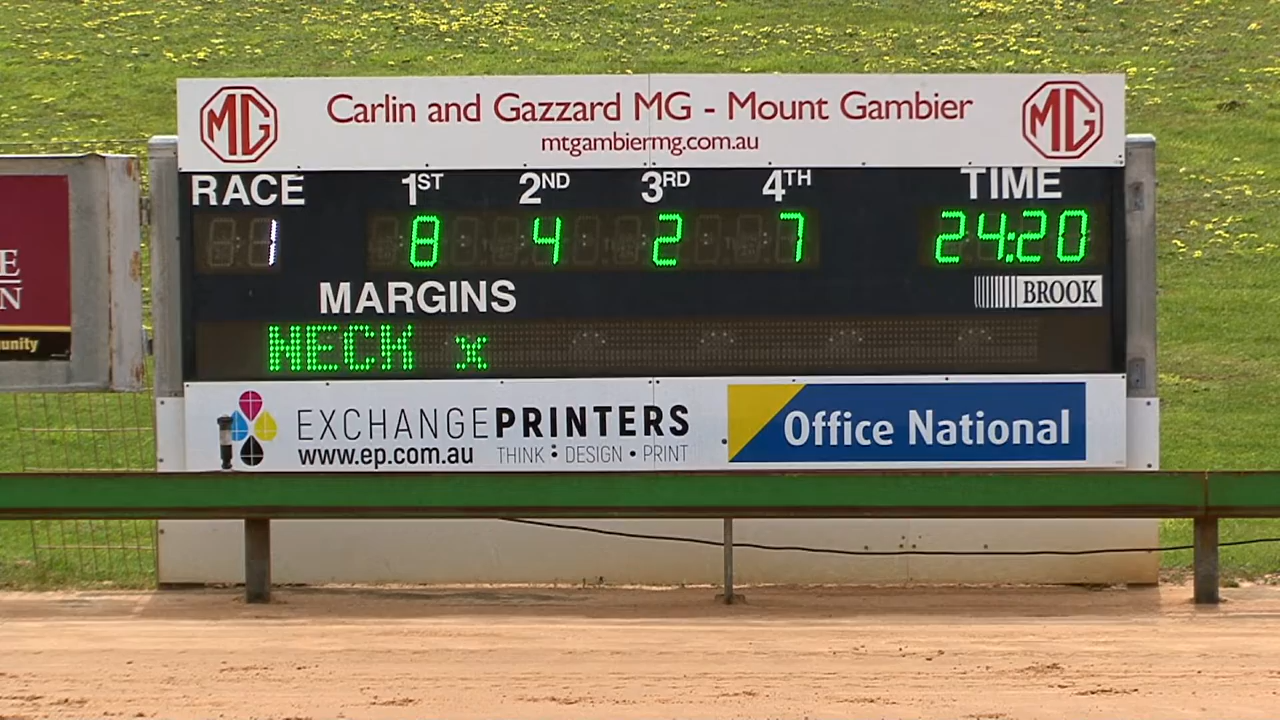 MG Carlin and Gazzard MG - Mount Gambier MG
mtgambiermg.com.au
RACE 1ST 2ND 3RD 4TH TIME
1 8 4 2 7 24:20
MARGINS BROOK
NECK x
EXCHANGEPRINTERS
www.ep.com.au THINK : DESIGN • PRINT
Office National
E
N
unity